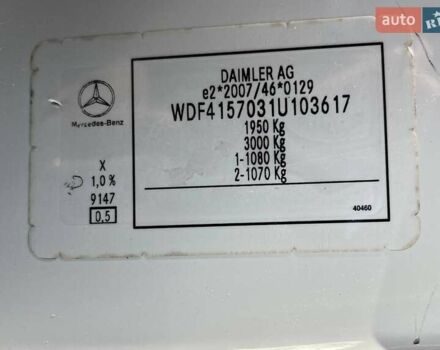 auto RIA
DAIMLER AG
e2*2007/46*0129
WDF4157031U103617
1950 Kg
3000 Kg
1-1080 Kg
2-1070 Kg
Mercedes-Benz
X
1,0 %
9147
0.5
40460